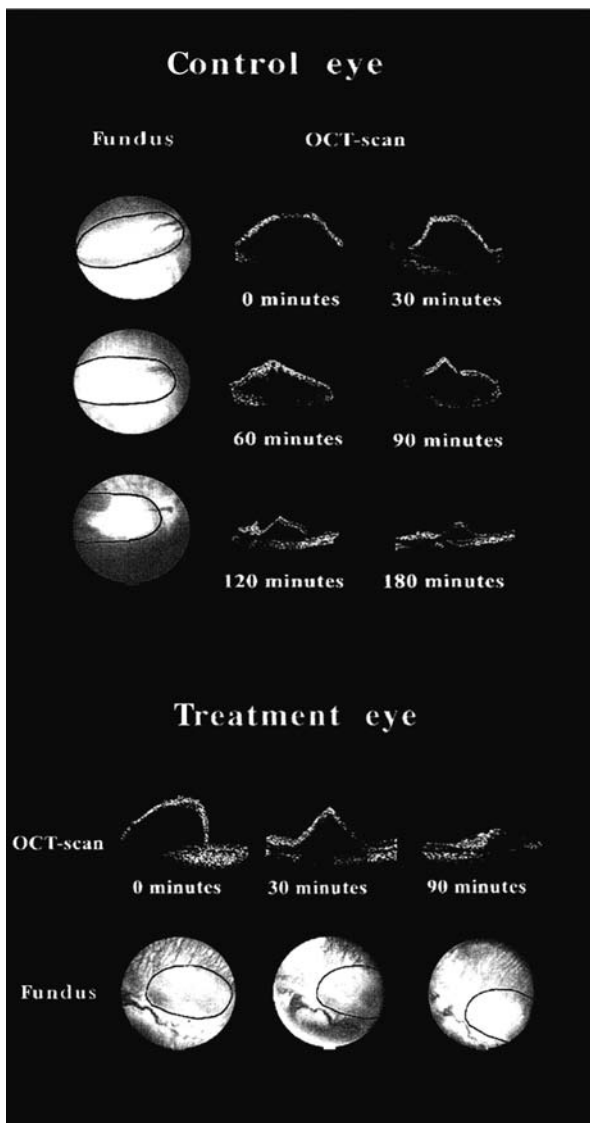 Control eye
Fundus OCT-scan
0 minutes 30 minutes
60 minutes 90 minutes
120 minutes 180 minutes
Treatment eye
OCT-scan
0 minutes 30 minutes 90 minutes
Fundus